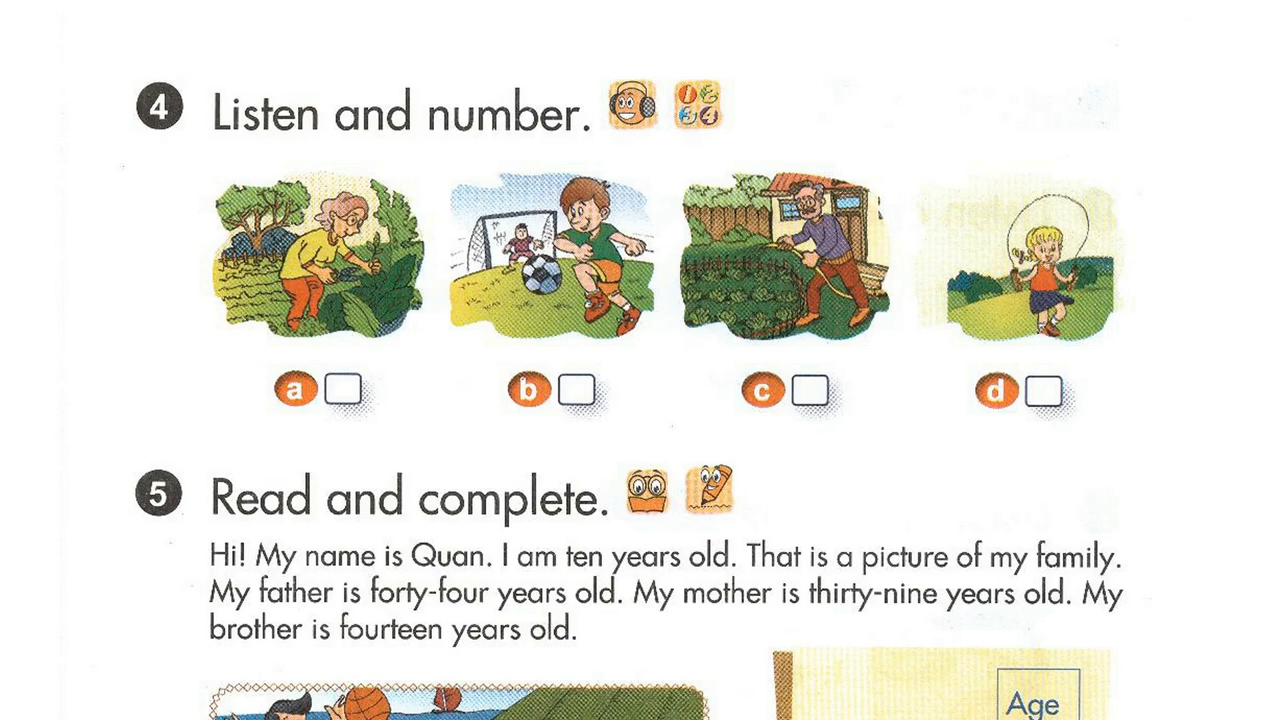 4 Listen and number.
a b c d
5 Read and complete.
Hi! My name is Quan. I am ten years old. That is a picture of my family.
My father is forty-four years old. My mother is thirty-nine years old. My
brother is fourteen years old.
Age